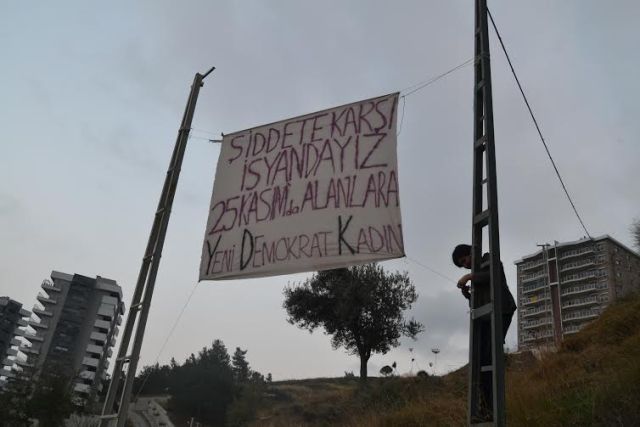 ŞİDDETE KARŞI
İSYANDAYIZ
25 KASIM da ALANLARA
YENİ DEMOKRAT KADIN